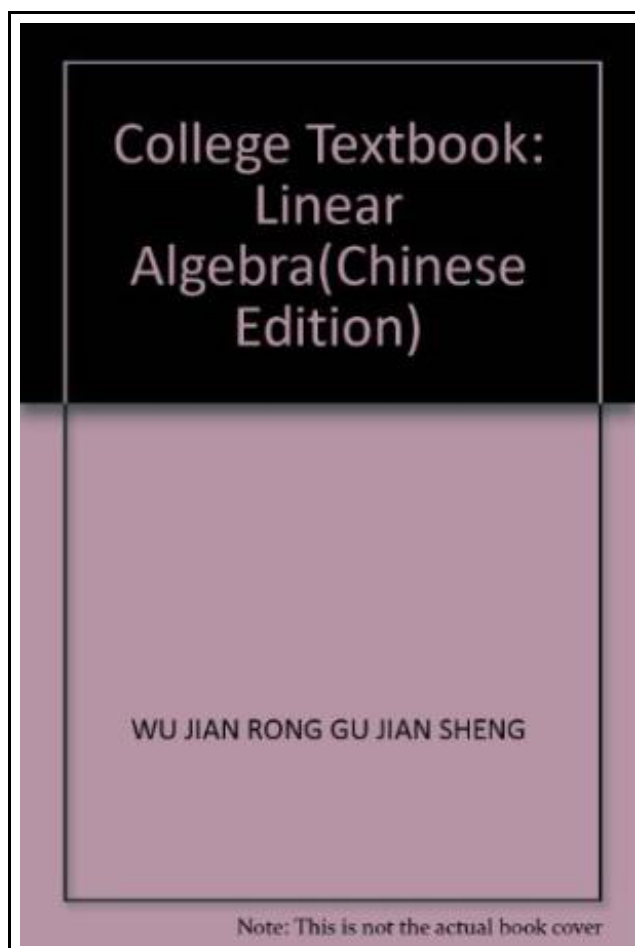 College Textbook:
Linear
Algebra(Chinese
Edition)
WU JIAN RONG GU JIAN SHENG
Note: This is not the actual book cover